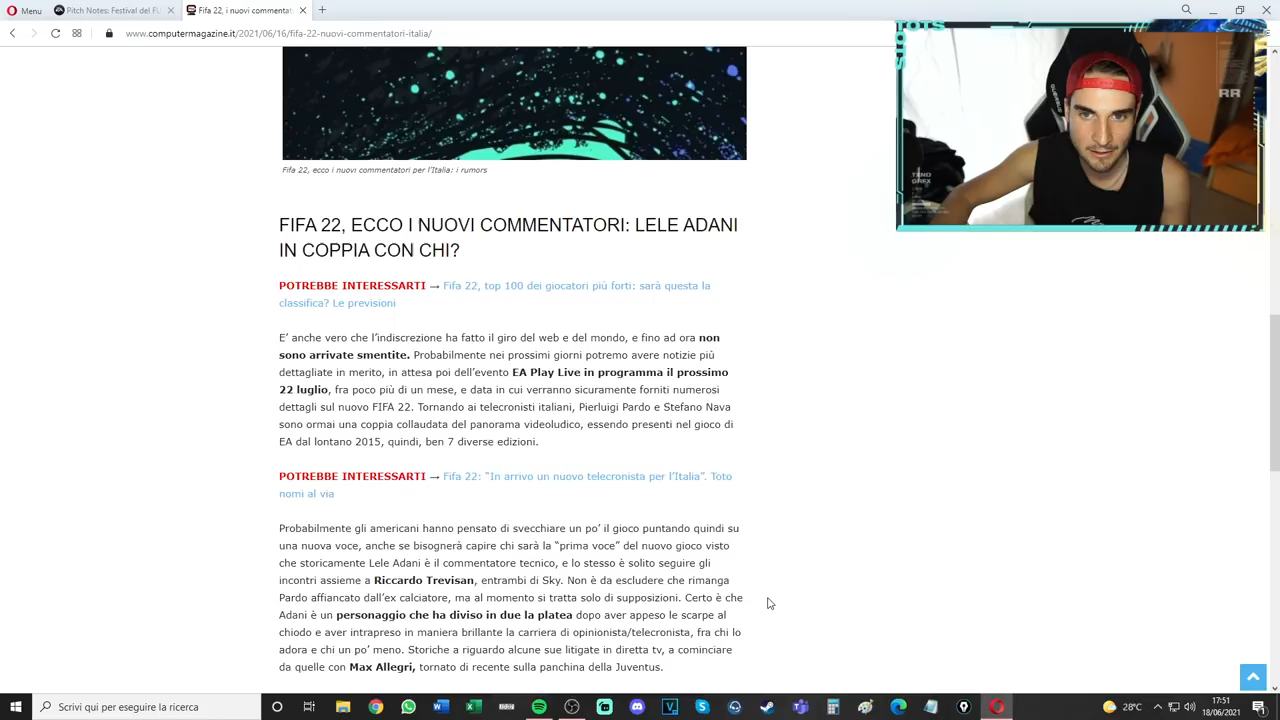 Menu
Pitch Notes: Festival del FU
Fifa 22, i nuovi commentat
www.computermagazine.it/2021/06/16/fifa-22-nuovi-commentatori-italia/
TOTS
RR
Fifa 22, ecco i nuovi commentatori per l'Italia: i rumors
FIFA 22, ECCO I NUOVI COMMENTATORI: LELE ADANI
IN COPPIA CON CHI?
POTREBBE INTERESSARTI → Fifa 22, top 100 dei giocatori più forti: sarà questa la
classifica? Le previsioni
E' anche vero che l'indiscrezione ha fatto il giro del web e del mondo, e fino ad ora non
sono arrivate smentite. Probabilmente nei prossimi giorni potremo avere notizie più
dettagliate in merito, in attesa poi dell'evento EA Play Live in programma il prossimo
22 luglio, fra poco più di un mese, e data in cui verranno sicuramente forniti numerosi
dettagli sul nuovo FIFA 22. Tornando ai telecronisti italiani, Pierluigi Pardo e Stefano Nava
sono ormai una coppia collaudata del panorama videoludico, essendo presenti nel gioco di
EA dal lontano 2015, quindi, ben 7 diverse edizioni.
POTREBBE INTERESSARTI → Fifa 22: "In arrivo un nuovo telecronista per l'Italia". Toto
nomi al via
Probabilmente gli americani hanno pensato di svecchiare un po' il gioco puntando quindi su
una nuova voce, anche se bisognerà capire chi sarà la "prima voce" del nuovo gioco visto
che storicamente Lele Adani è il commentatore tecnico, e lo stesso è solito seguire gli
incontri assieme a Riccardo Trevisan, entrambi di Sky. Non è da escludere che rimanga
Pardo affiancato dall'ex calciatore, ma al momento si tratta solo di supposizioni. Certo è che
Adani è un personaggio che ha diviso in due la platea dopo aver appeso le scarpe al
chiodo e aver intrapreso in maniera brillante la carriera di opinionista/telecronista, fra chi lo
adora e chi un po' meno. Storiche a riguardo alcune sue litigate in diretta tv, a cominciare
da quelle con Max Allegri, tornato di recente sulla panchina della Juventus.
Scrivi qui per eseguire la ricerca
28°C
17:51
18/06/2021